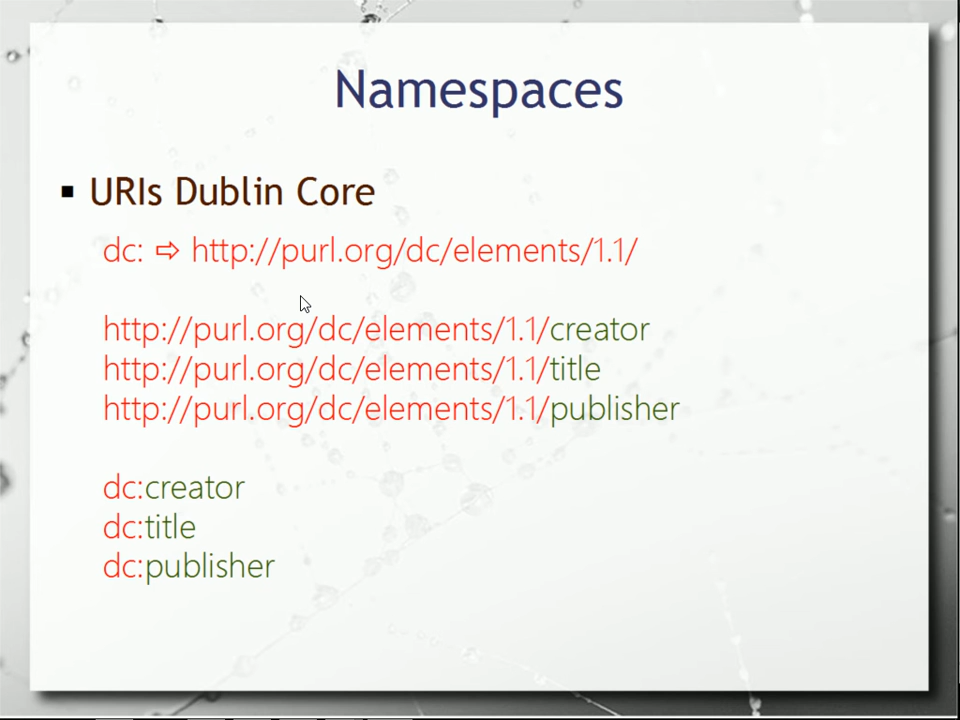 Namespaces
▪ URIs Dublin Core
dc: ⇨ http://purl.org/dc/elements/1.1/
http://purl.org/dc/elements/1.1/creator
http://purl.org/dc/elements/1.1/title
http://purl.org/dc/elements/1.1/publisher
dc:creator
dc:title
dc:publisher